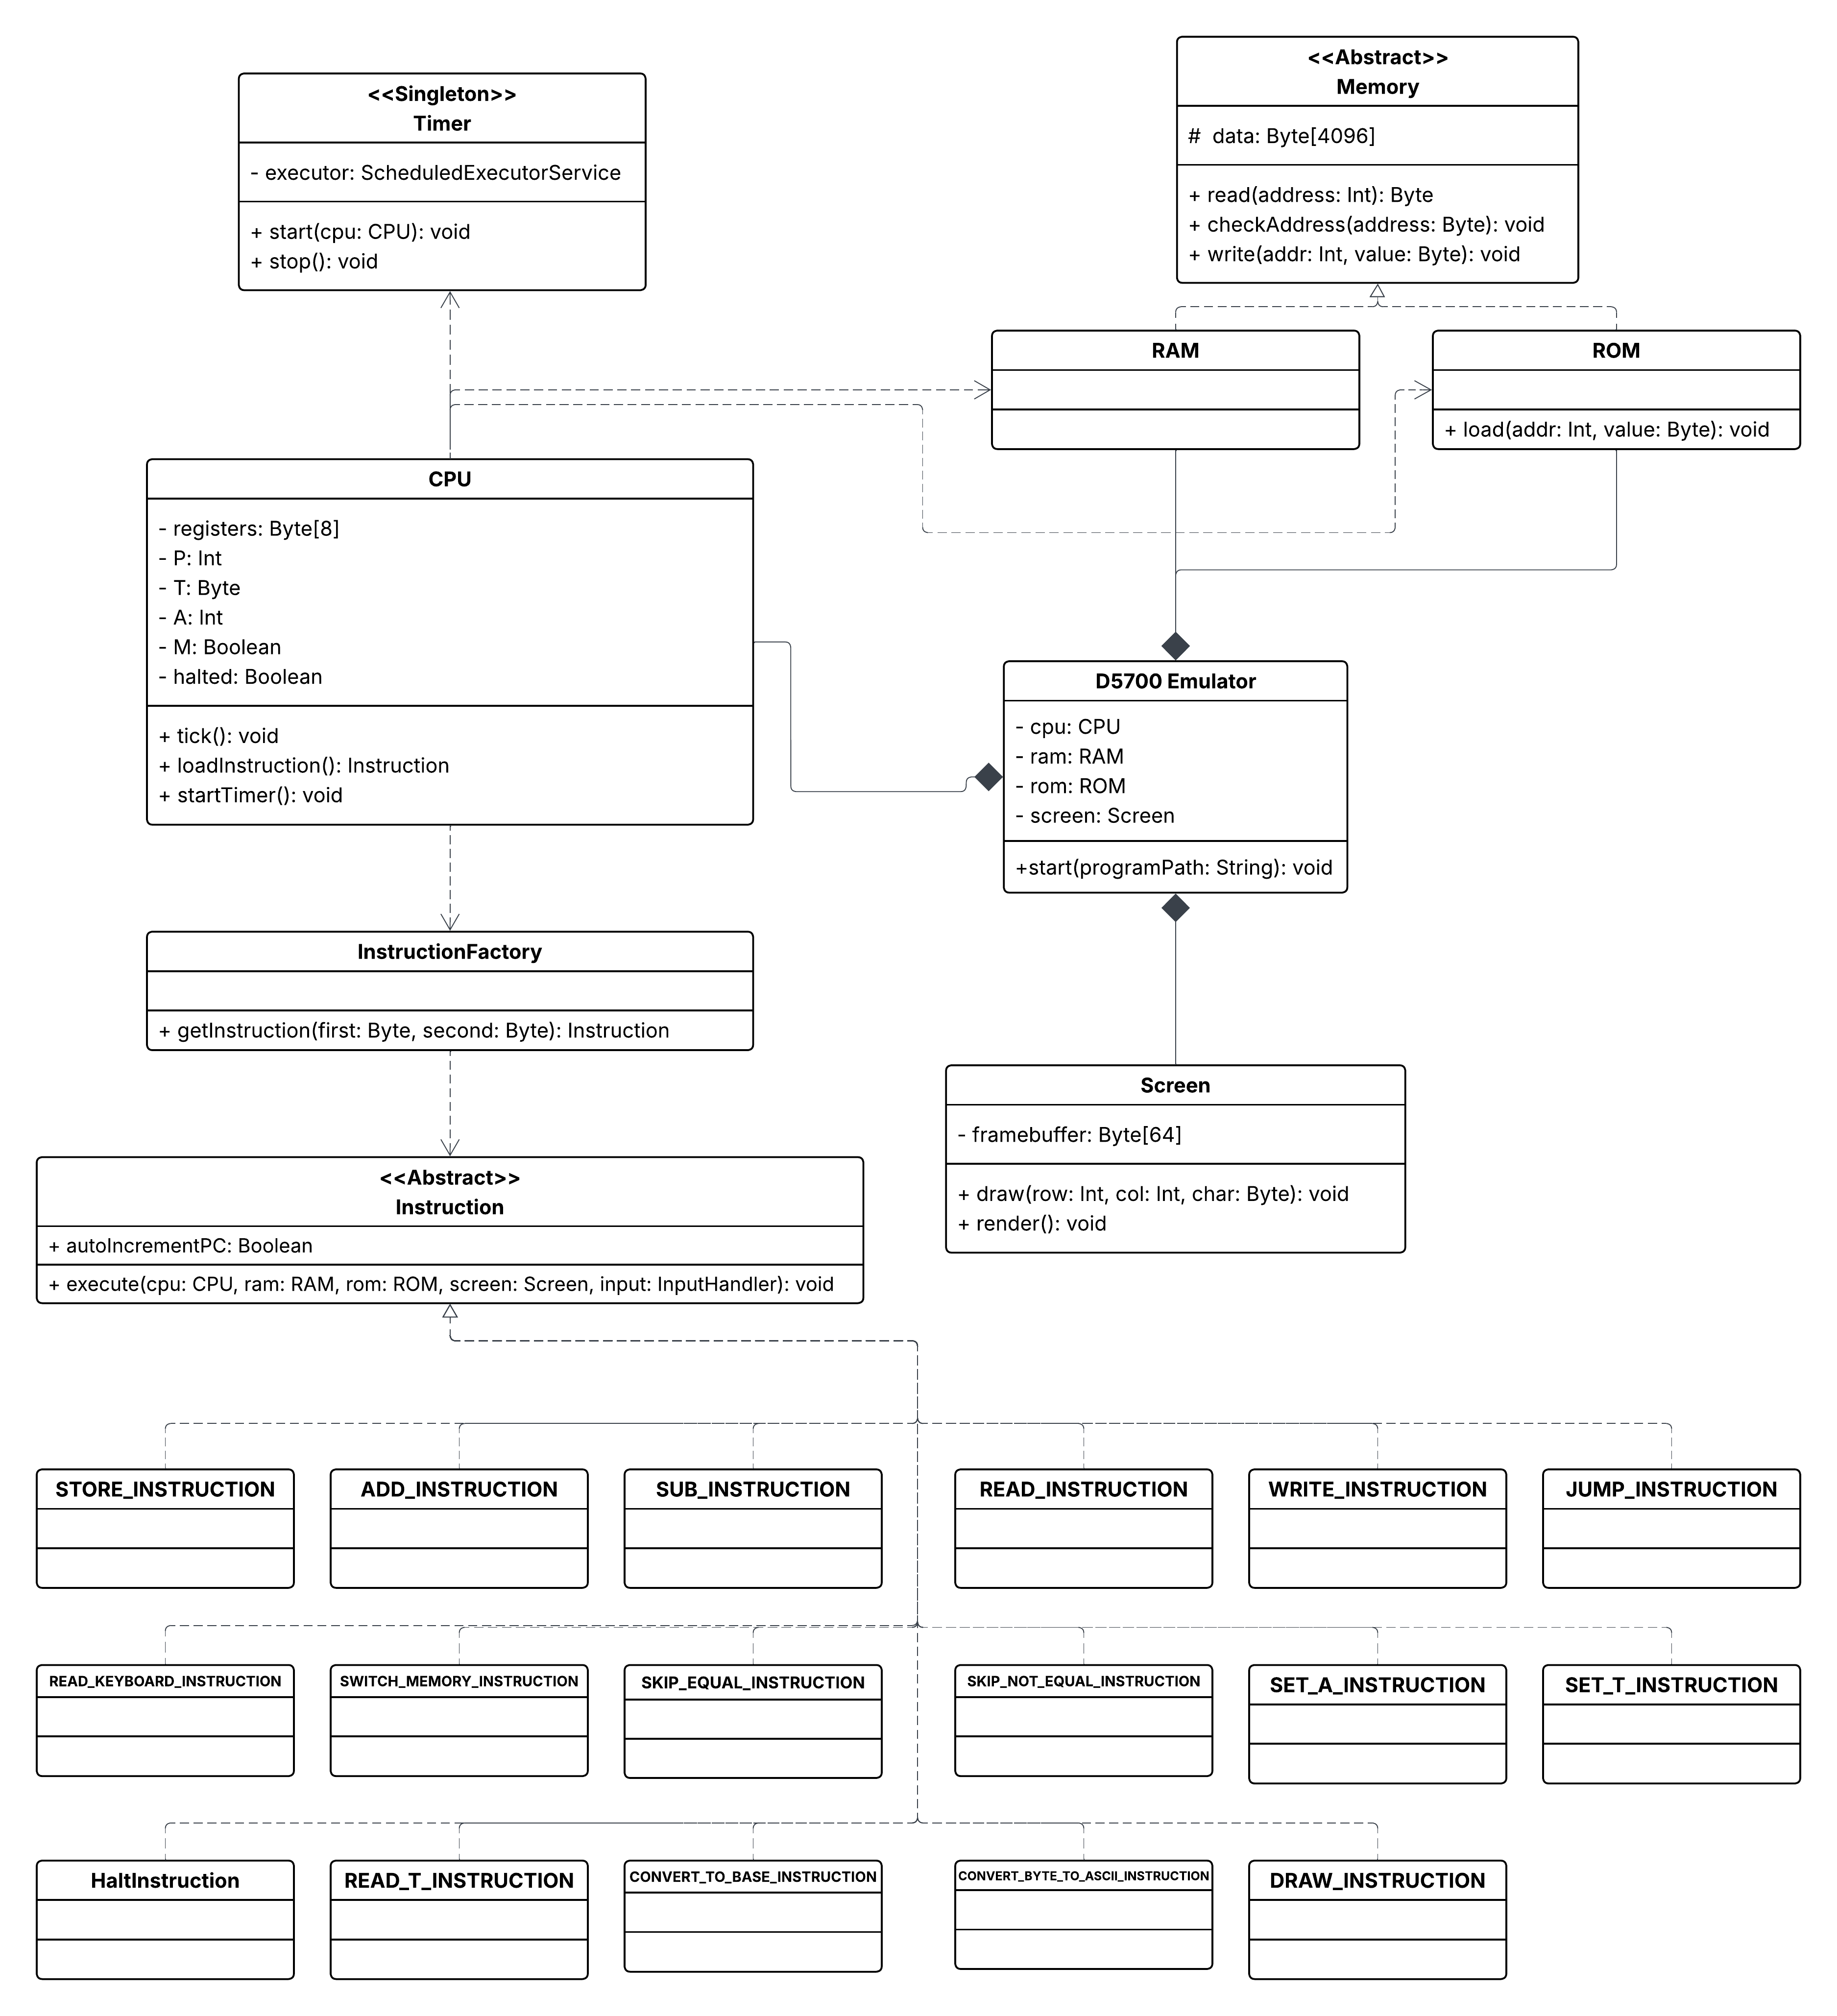 <<Singleton>>
Timer
- executor: ScheduledExecutorService
+ start(cpu: CPU): void
+ stop(): void
<<Abstract>>
Memory
#  data: Byte[4096]
+ read(address: Int): Byte
+ checkAddress(address: Byte): void
+ write(addr: Int, value: Byte): void
RAM
ROM
+ load(addr: Int, value: Byte): void
CPU
- registers: Byte[8]
- P: Int
- T: Byte
- A: Int
- M: Boolean
- halted: Boolean
+ tick(): void
+ loadInstruction(): Instruction
+ startTimer(): void
D5700 Emulator
- cpu: CPU
- ram: RAM
- rom: ROM
- screen: Screen
+start(programPath: String): void
InstructionFactory
+ getInstruction(first: Byte, second: Byte): Instruction
Screen
- framebuffer: Byte[64]
+ draw(row: Int, col: Int, char: Byte): void
+ render(): void
<<Abstract>>
Instruction
+ autoIncrementPC: Boolean
+ execute(cpu: CPU, ram: RAM, rom: ROM, screen: Screen, input: InputHandler): void
STORE_INSTRUCTION
ADD_INSTRUCTION
SUB_INSTRUCTION
READ_INSTRUCTION
WRITE_INSTRUCTION
JUMP_INSTRUCTION
READ_KEYBOARD_INSTRUCTION
SWITCH_MEMORY_INSTRUCTION
SKIP_EQUAL_INSTRUCTION
SKIP_NOT_EQUAL_INSTRUCTION
SET_A_INSTRUCTION
SET_T_INSTRUCTION
HaltInstruction
READ_T_INSTRUCTION
CONVERT_TO_BASE_INSTRUCTION
CONVERT_BYTE_TO_ASCII_INSTRUCTION
DRAW_INSTRUCTION